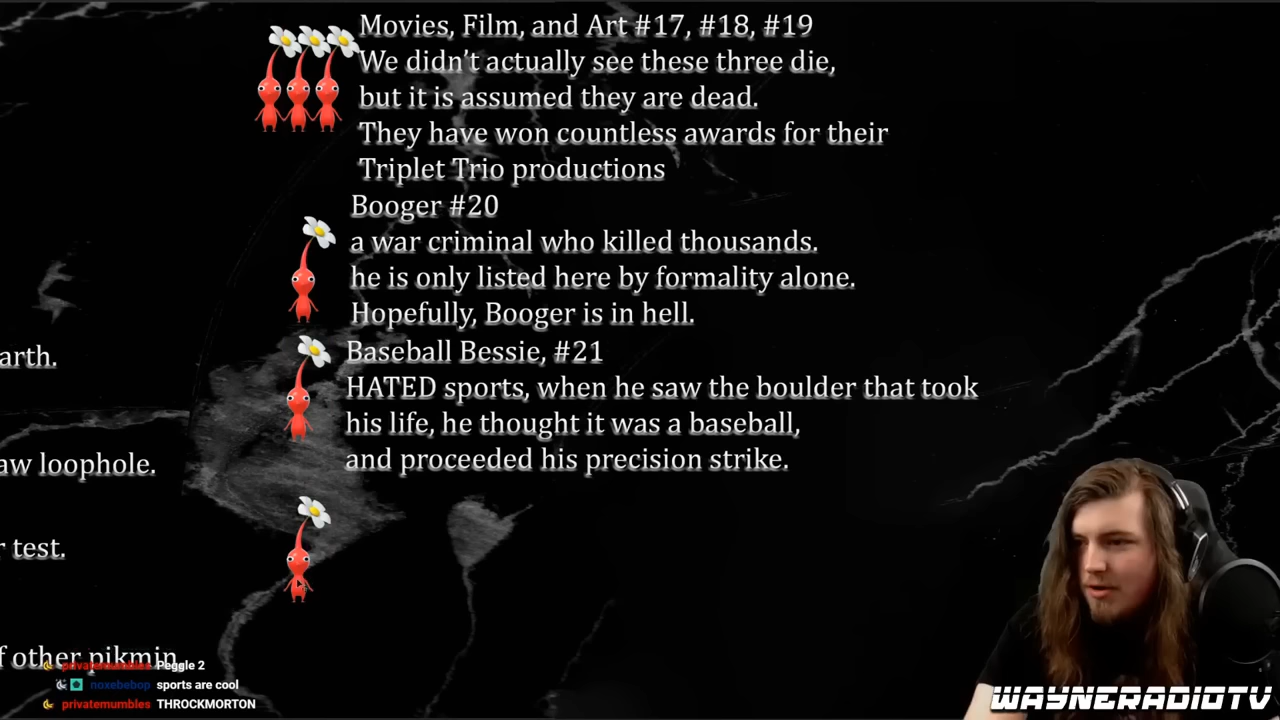 Movies, Film, and Art #17, #18, #19
We didn't actually see these three die,
but it is assumed they are dead.
They have won countless awards for their
Triplet Trio productions
Booger #20
a war criminal who killed thousands.
he is only listed here by formality alone.
Hopefully, Booger is in hell.
Baseball Bessie, #21
HATED sports, when he saw the boulder that took
his life, he thought it was a baseball,
and proceeded his precision strike.
arth.
aw loophole.
r test.
f other pikmin
privatemumbles Peggle 2
noxebebop sports are cool
privatemumbles THROCKMORTON
WAYNERADIOTV